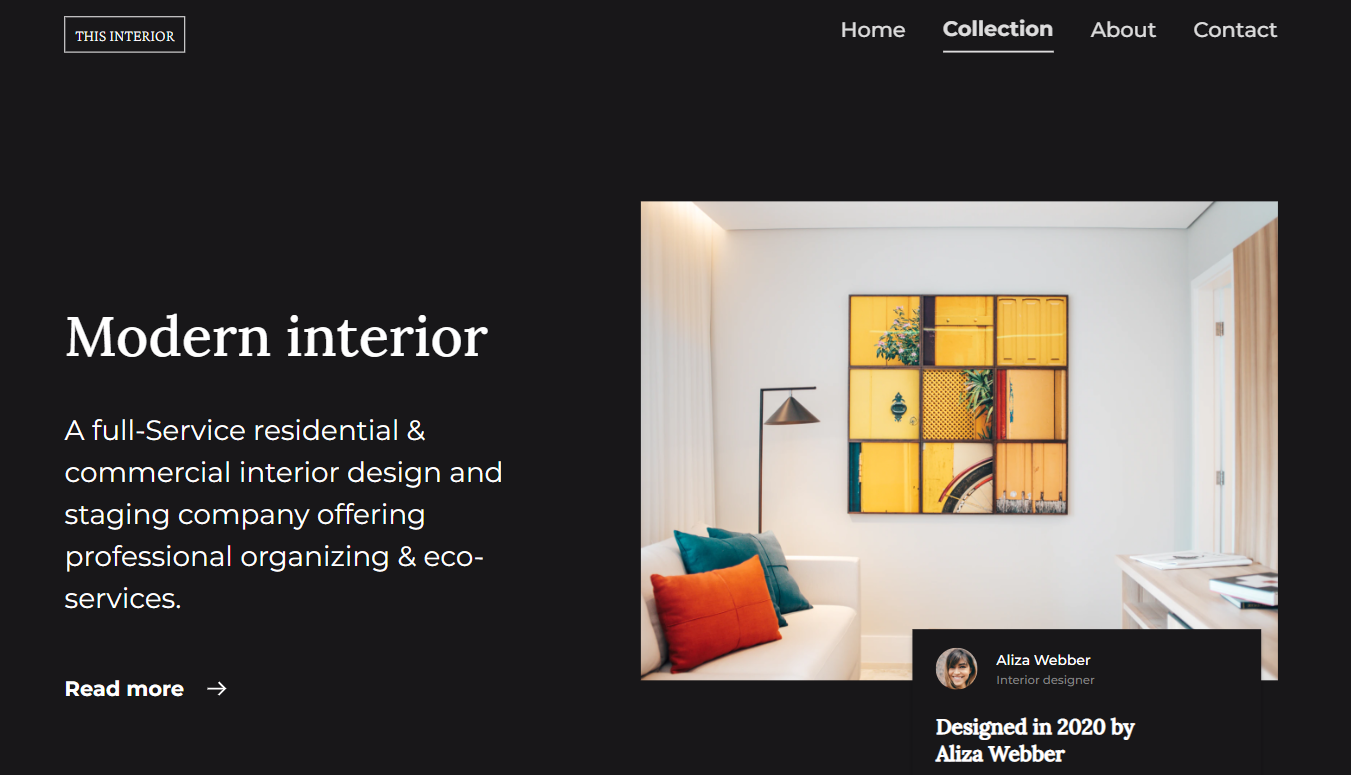 THIS INTERIOR
Home Collection About Contact
Modern interior
A full-Service residential &
commercial interior design and
staging company offering
professional organizing & eco-
services.
Read more →
Aliza Webber
Interior designer
Designed in 2020 by
Aliza Webber